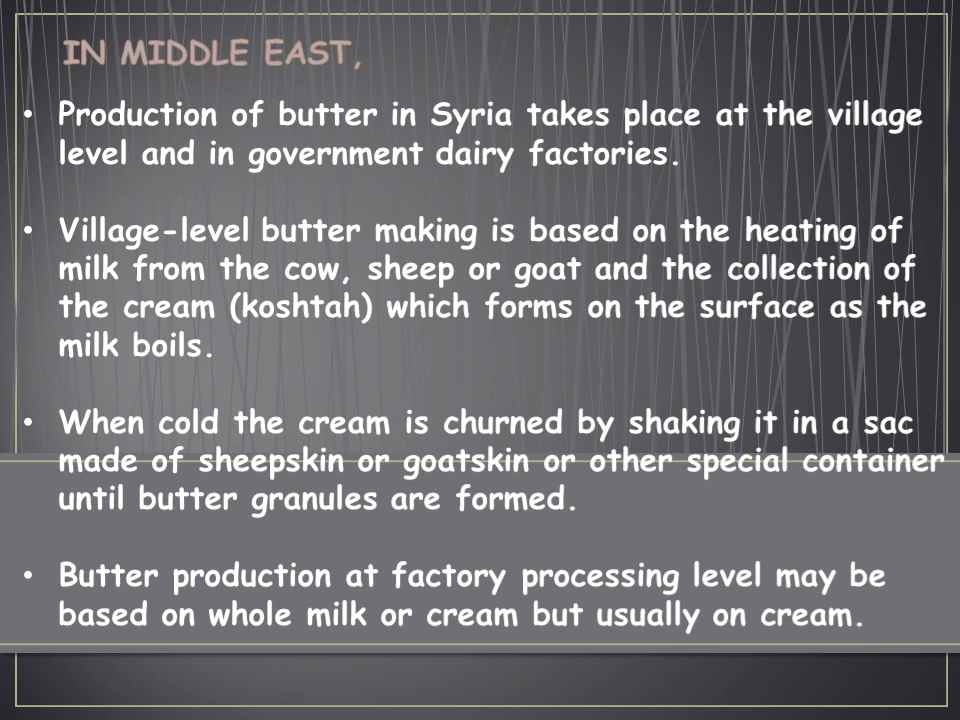 IN MIDDLE EAST,
• Production of butter in Syria takes place at the village
level and in government dairy factories.
• Village-level butter making is based on the heating of
milk from the cow, sheep or goat and the collection of
the cream (koshtah) which forms on the surface as the
milk boils.
• When cold the cream is churned by shaking it in a sac
made of sheepskin or goatskin or other special container
until butter granules are formed.
• Butter production at factory processing level may be
based on whole milk or cream but usually on cream.